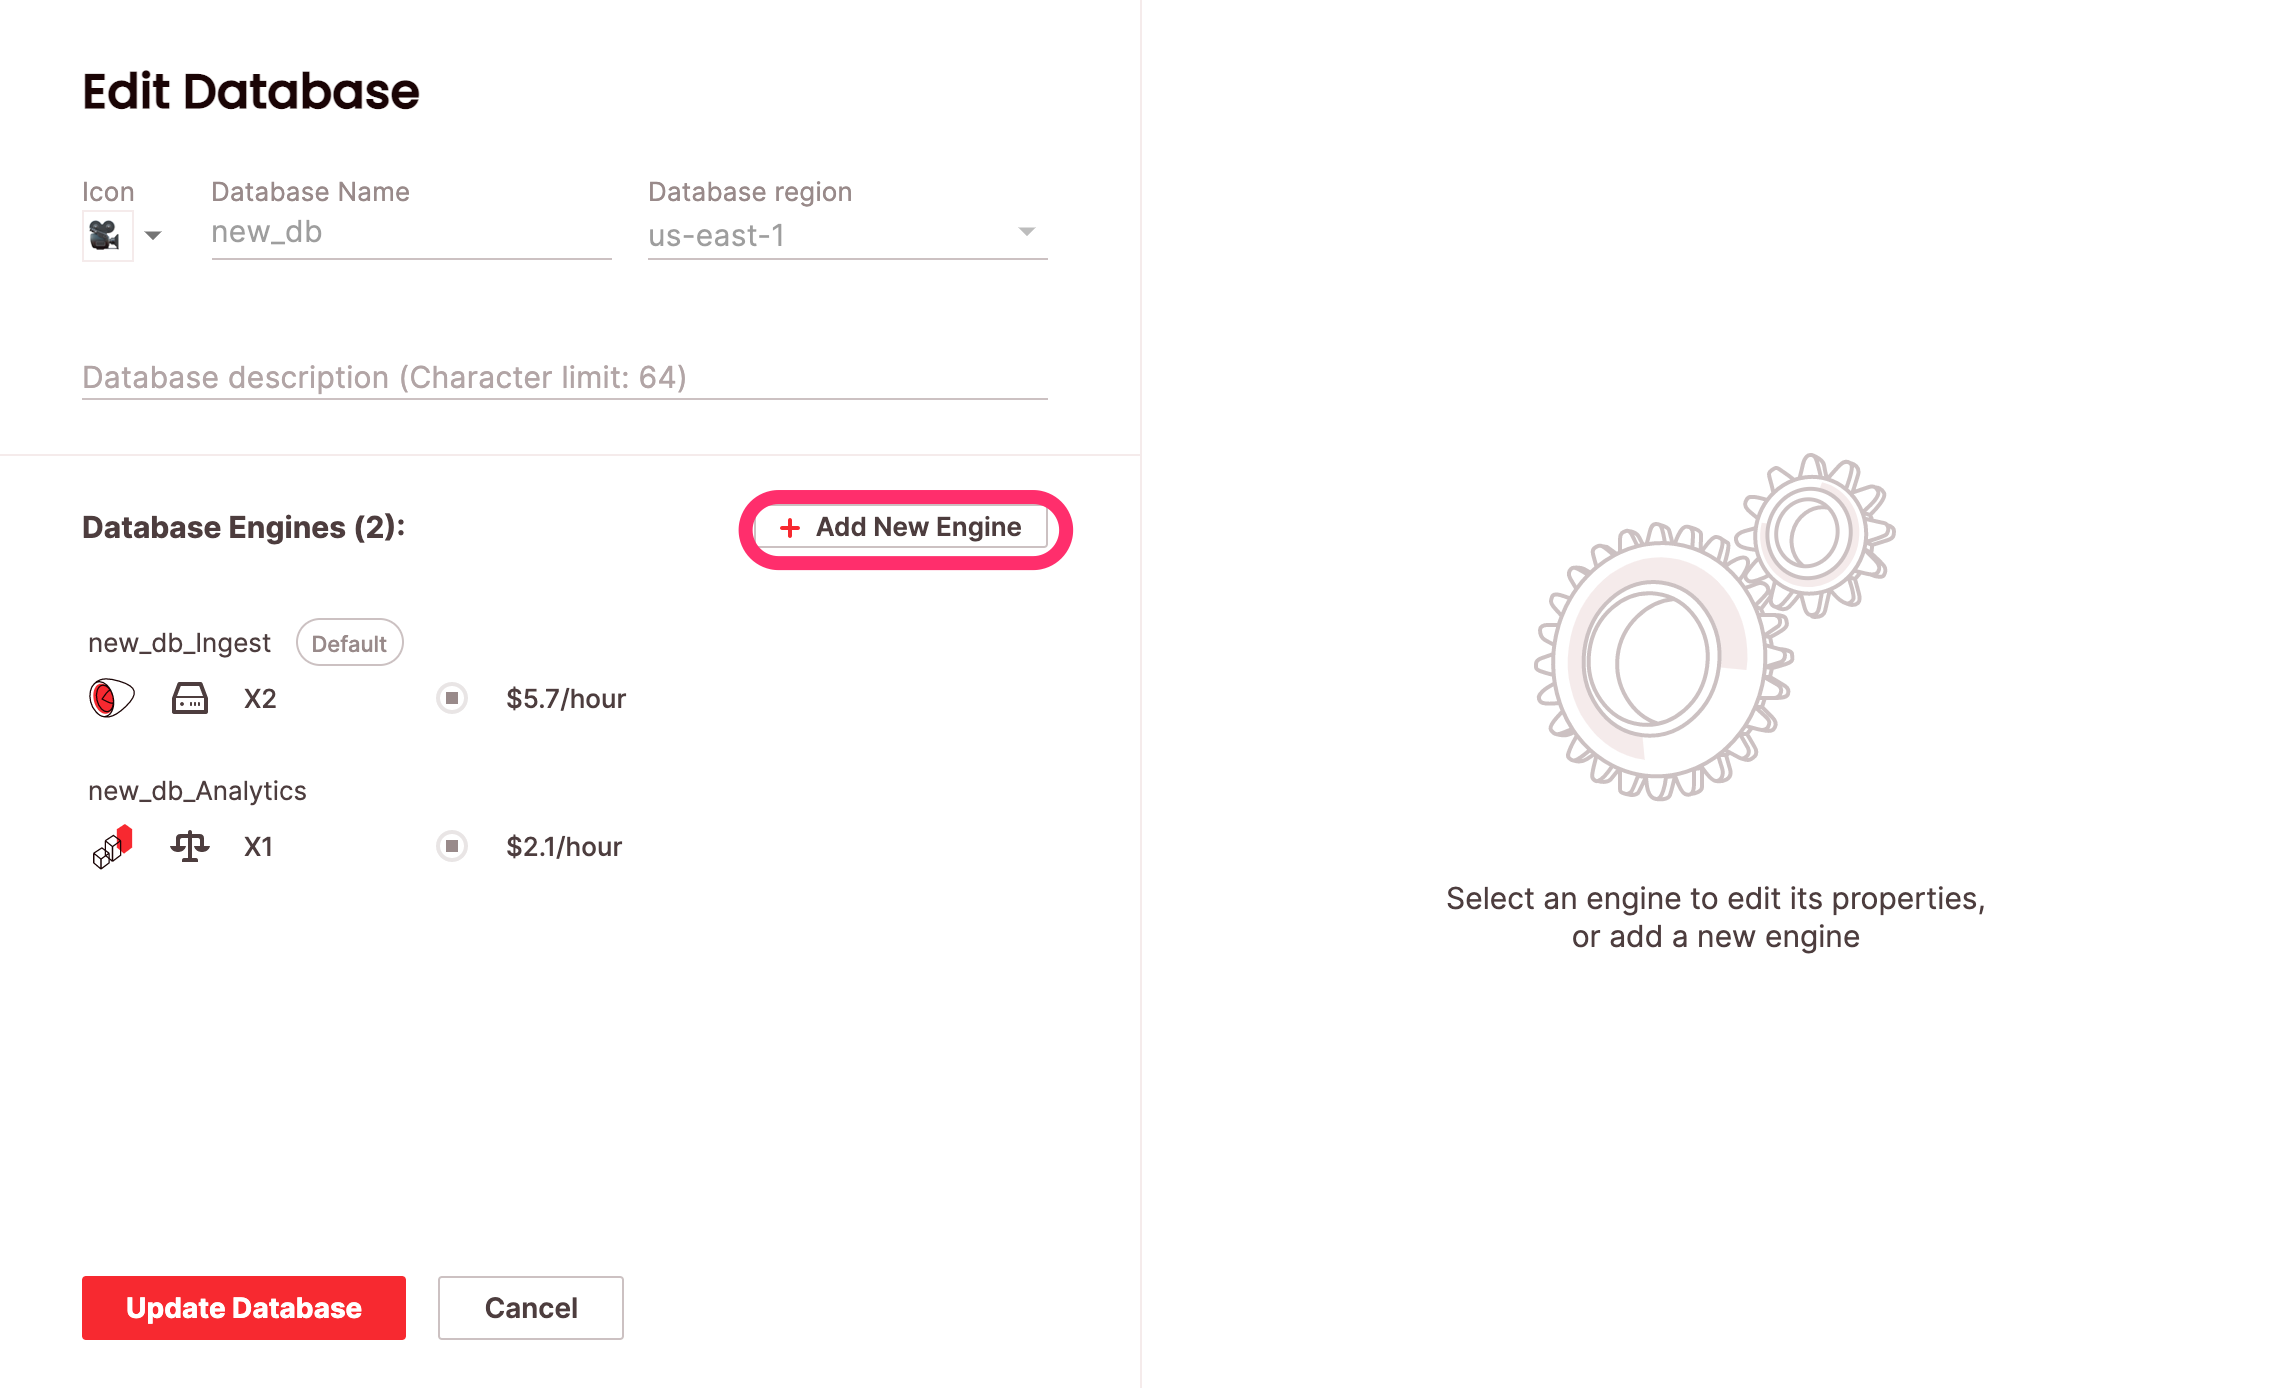 Edit Database
Icon
Database Name
Database region
new_db
us-east-1
Database description (Character limit: 64)
Database Engines (2):
+ Add New Engine
new_db_Ingest
Default
X2
$5.7/hour
new_db_Analytics
X1
$2.1/hour
Select an engine to edit its properties,
or add a new engine
Update Database
Cancel